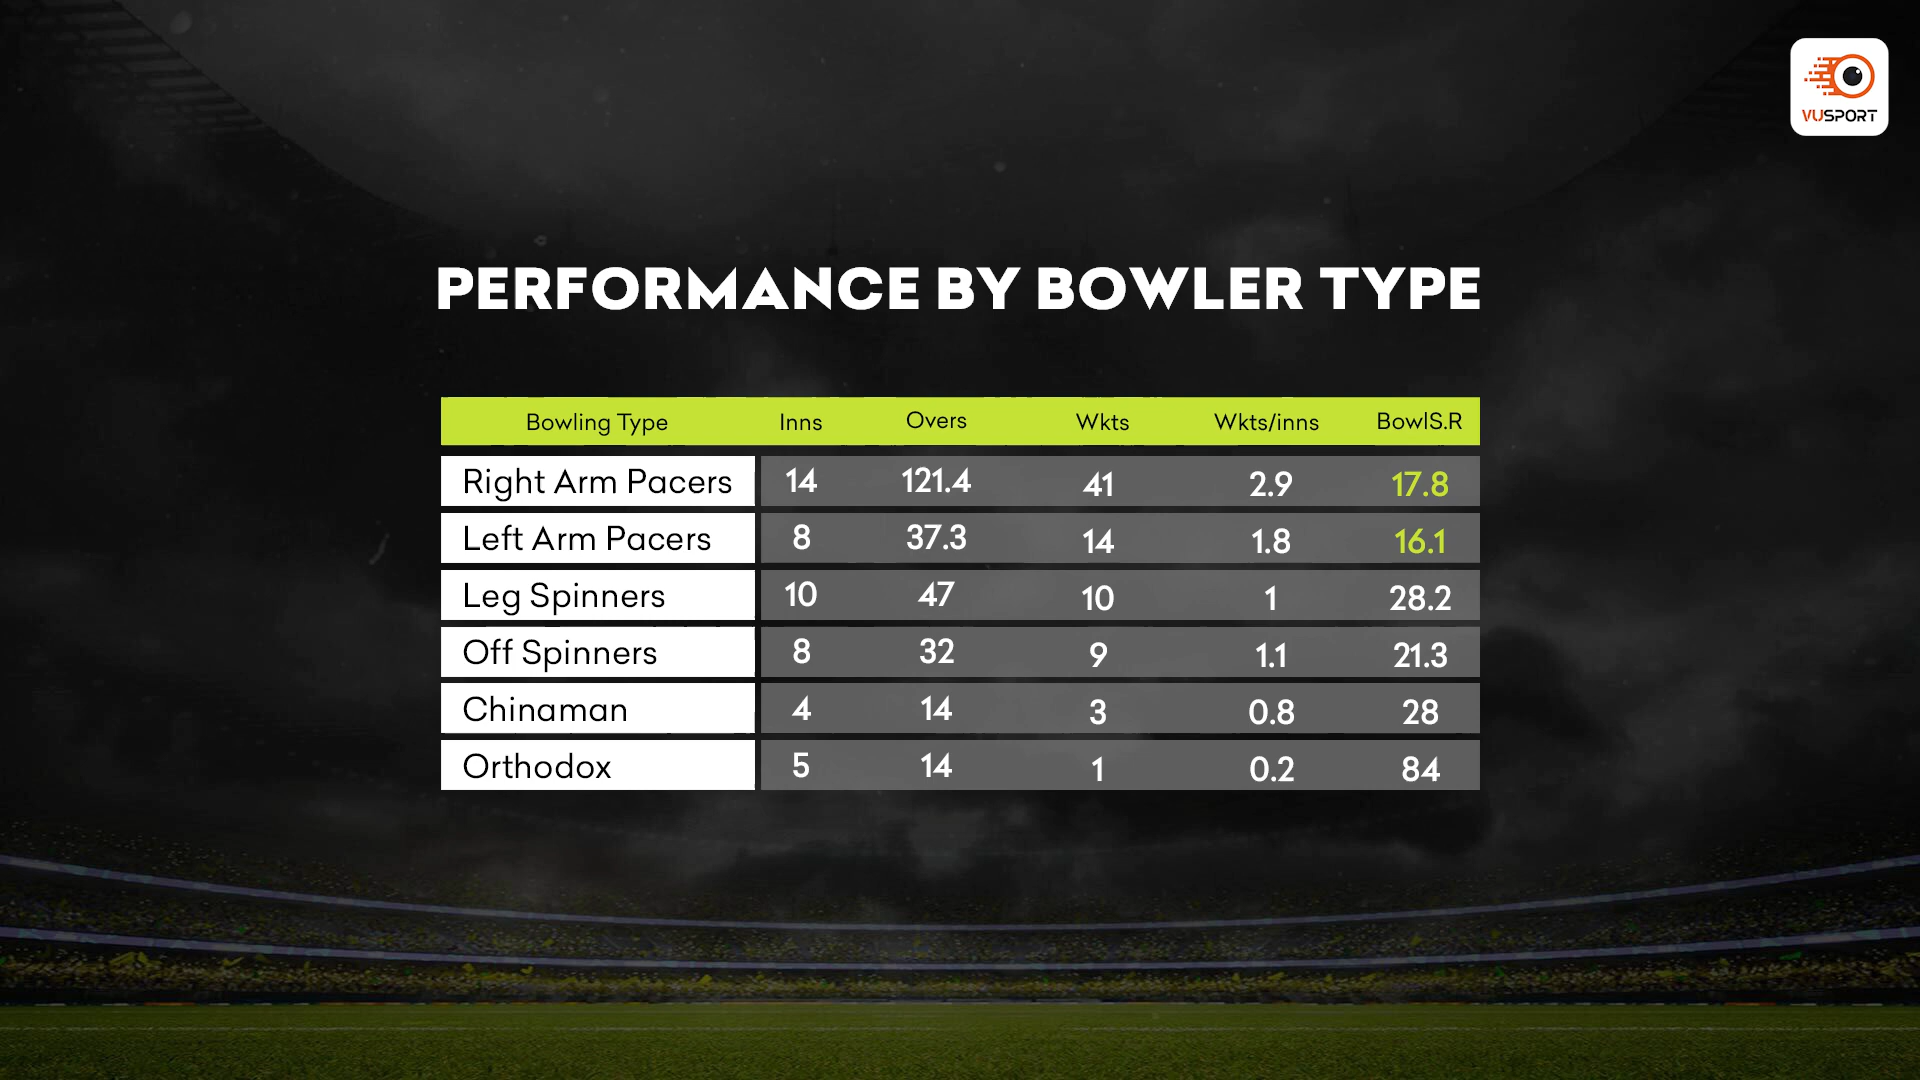 VUSPORT
PERFORMANCE BY BOWLER TYPE
Bowling Type Inns Overs Wkts Wkts/inns BowlS.R
Right Arm Pacers 14 121.4 41 2.9 17.8
Left Arm Pacers 8 37.3 14 1.8 16.1
Leg Spinners 10 47 10 1 28.2
Off Spinners 8 32 9 1.1 21.3
Chinaman 4 14 3 0.8 28
Orthodox 5 14 1 0.2 84